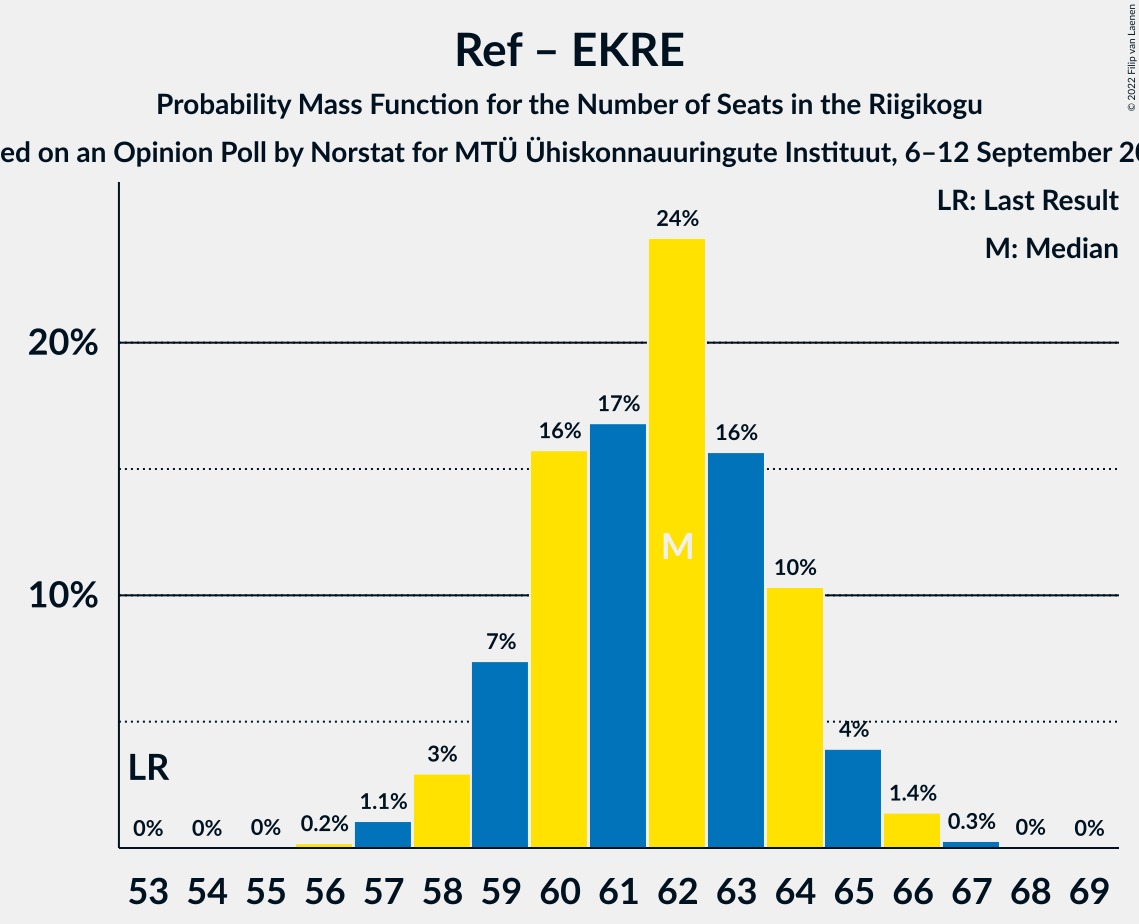 Ref – EKRE
Probability Mass Function for the Number of Seats in the Riigikogu
ed on an Opinion Poll by Norstat for MTÜ Ühiskonnauuringute Instituut, 6–12 September 20
© 2022 Filip van Laenen
LR: Last Result
M: Median
24%
20%
17%
16%
16%
M
10%
10%
7%
4%
3%
LR
1.4%
1.1%
0.3%
0.2%
0%
0%
0%
0%
0%
53 54 55 56 57 58 59 60 61 62 63 64 65 66 67 68 69